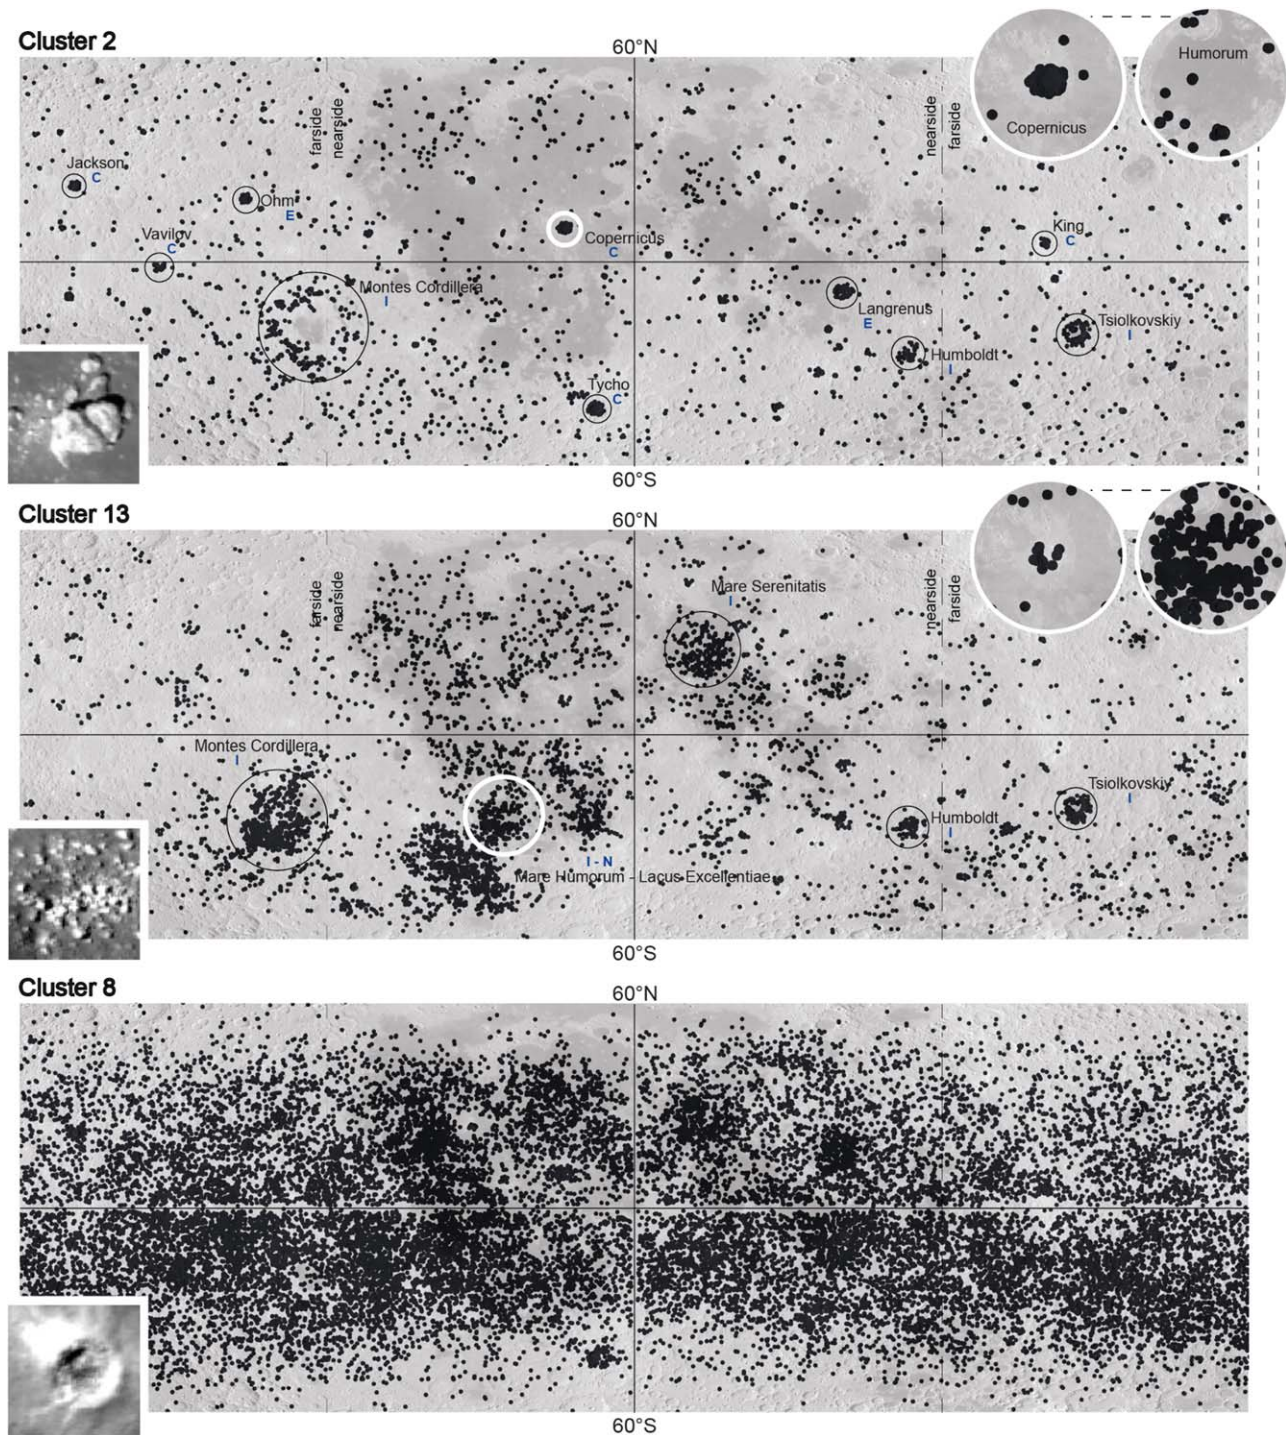 Cluster 2
60°N
Humorum
Copernicus
farside
nearside
nearside
farside
Jackson
C
Ohm
E
Vavilov
C
Copernicus
C
King
C
Montes Cordillera
I
Langrenus
E
Tsiolkovskiy
I
Humboldt
I
Tycho
C
60°S
Cluster 13
60°N
farside
nearside
nearside
farside
Mare Serenitatis
I
Montes Cordillera
I
Tsiolkovskiy
I
Humboldt
I
I - N
Mare Humorum - Lacus Excellentiae
60°S
Cluster 8
60°N
60°S